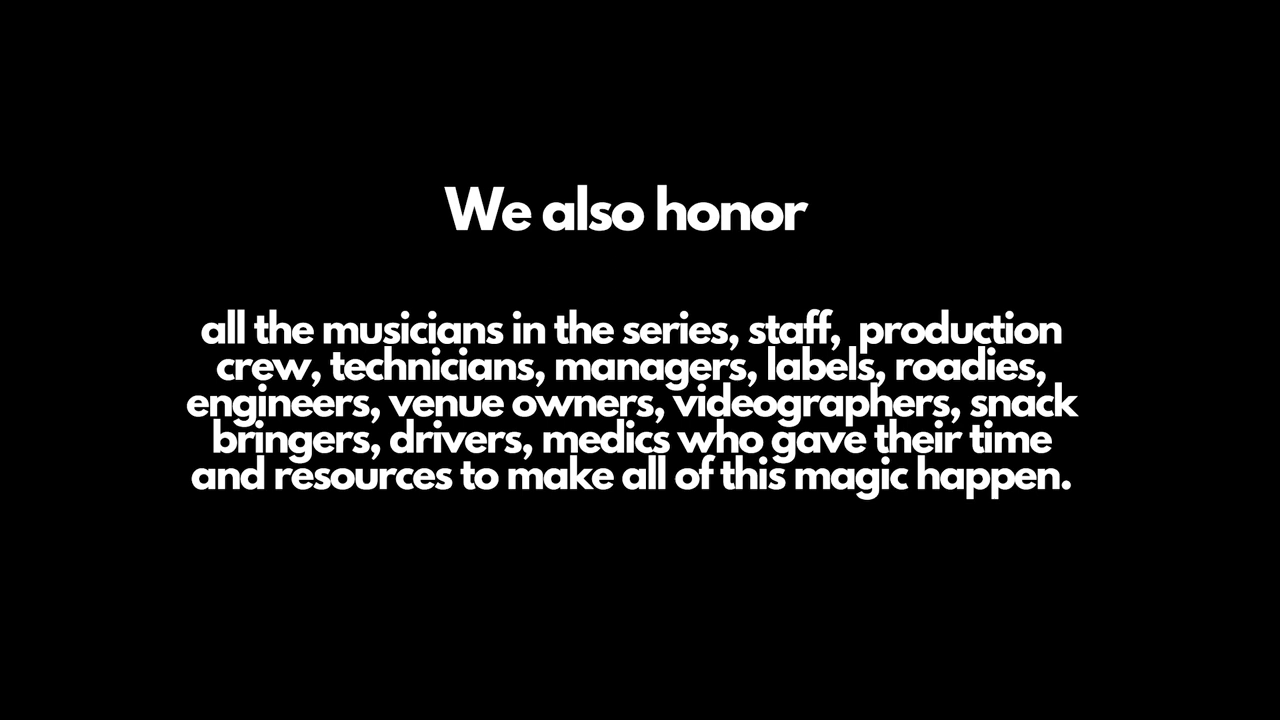 We also honor
all the musicians in the series, staff,  production
crew, technicians, managers, labels, roadies,
engineers, venue owners, videographers, snack
bringers, drivers, medics who gave their time
and resources to make all of this magic happen.